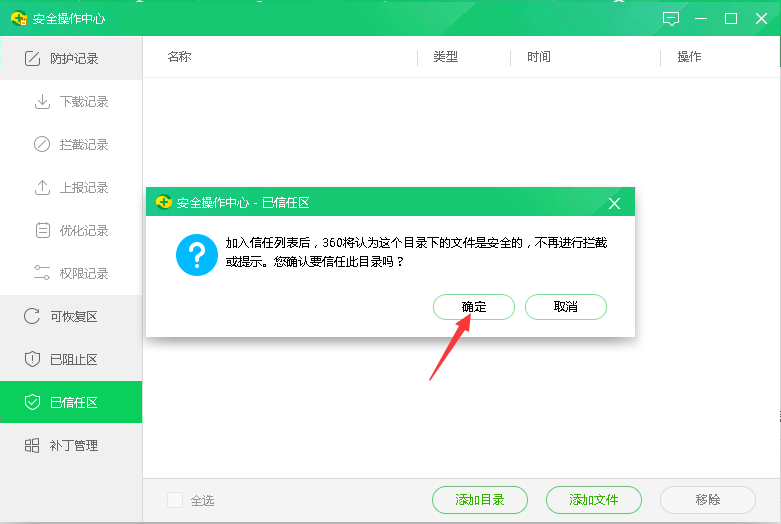 安全操作中心
防护记录
名称
类型
时间
操作
下载记录
拦截记录
上报记录
优化记录
权限记录
可恢复区
已阻止区
已信任区
补丁管理
安全操作中心 - 已信任区
加入信任列表后，360将认为这个目录下的文件是安全的，不再进行拦截
或提示。您确认要信任此目录吗？
确定
取消
全选
添加目录
添加文件
移除